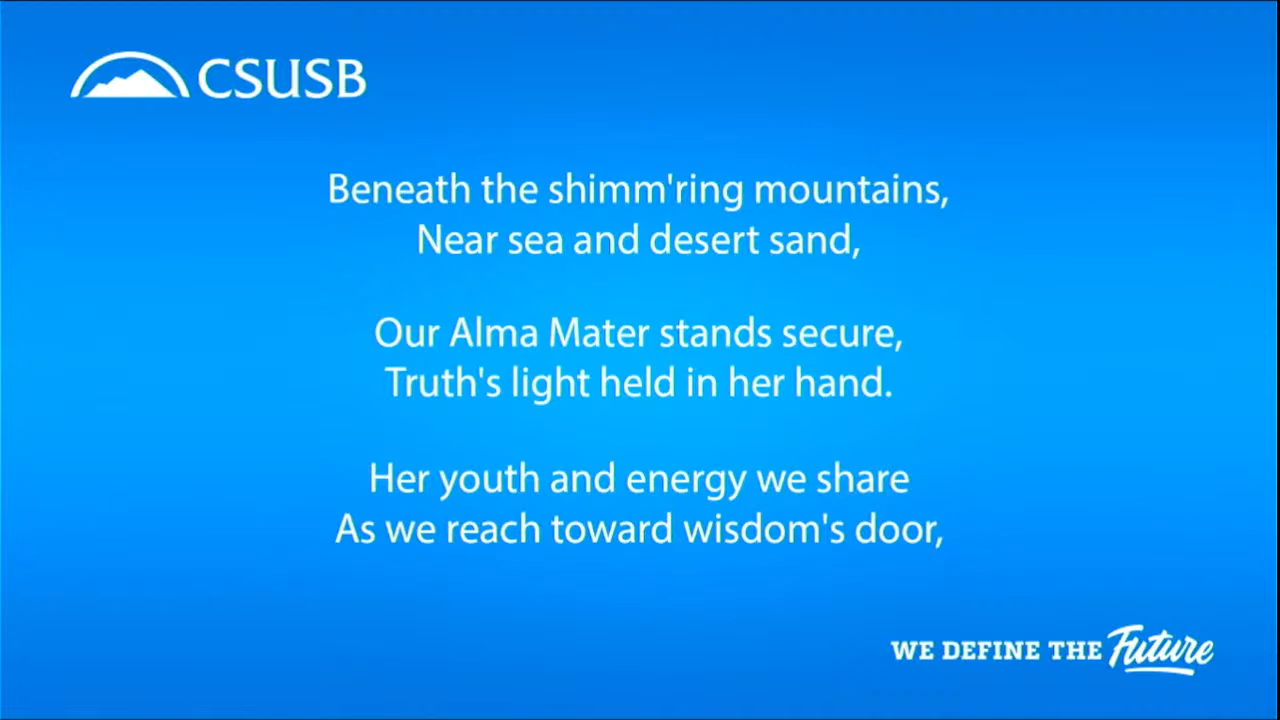 CSUSB
Beneath the shimm'ring mountains,
Near sea and desert sand,
Our Alma Mater stands secure,
Truth's light held in her hand.
Her youth and energy we share
As we reach toward wisdom's door,
WE DEFINE THE Future